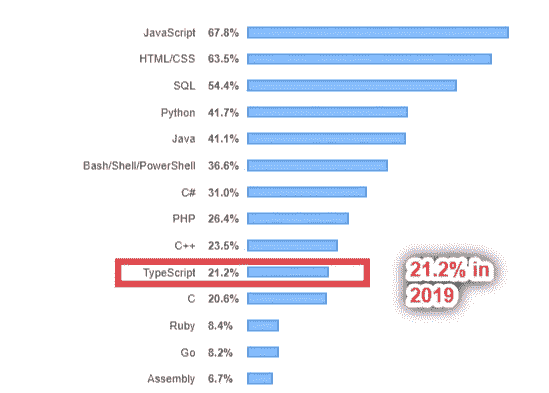 JavaScript 67.8%
HTML/CSS 63.5%
SQL 54.4%
Python 41.7%
Java 41.1%
Bash/Shell/PowerShell 36.6%
C# 31.0%
PHP 26.4%
C++ 23.5%
TypeScript 21.2%
C 20.6%
Ruby 8.4%
Go 8.2%
Assembly 6.7%
21.2% in
2019